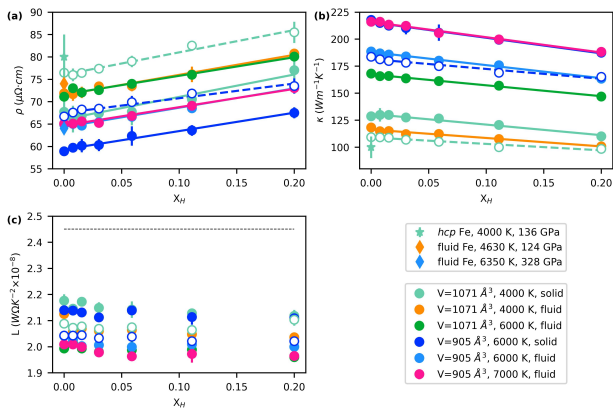 (a)
90
85
80
75
70
65
60
55
ρ (μΩ·cm)
0.00 0.05 0.10 0.15 0.20
X_H
(b)
225
200
175
150
125
100
κ (Wm⁻¹K⁻¹)
0.00 0.05 0.10 0.15 0.20
X_H
(c)
2.5
2.4
2.3
2.2
2.1
2.0
1.9
L (WΩK⁻²×10⁻⁸)
0.00 0.05 0.10 0.15 0.20
X_H
hcp Fe, 4000 K, 136 GPa
fluid Fe, 4630 K, 124 GPa
fluid Fe, 6350 K, 328 GPa
V=1071 Å³, 4000 K, solid
V=1071 Å³, 4000 K, fluid
V=1071 Å³, 6000 K, fluid
V=905 Å³, 6000 K, solid
V=905 Å³, 6000 K, fluid
V=905 Å³, 7000 K, fluid